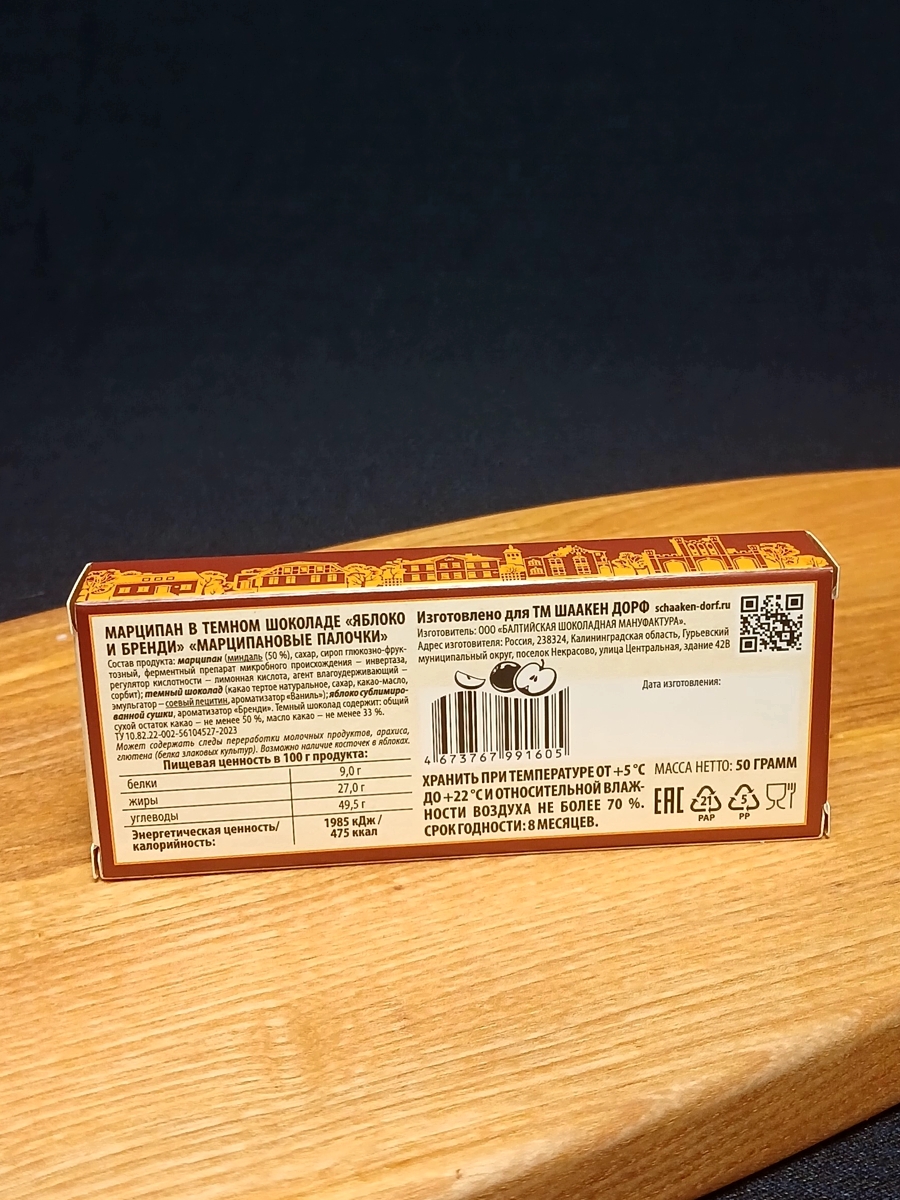 МАРЦИПАН В ТЕМНОМ ШОКОЛАДЕ «ЯБЛОКО
И БРЕНДИ» «МАРЦИПАНОВЫЕ ПАЛОЧКИ»
Состав продукта: марципан (миндаль (50 %), сахар, сироп глюкозно-фрук-
тозный, ферментный препарат микробного происхождения – инвертаза,
регулятор кислотности – лимонная кислота, агент влагоудерживающий –
сорбит); темный шоколад (какао тертое натуральное, сахар, какао-масло,
эмульгатор – соевый лецитин, ароматизатор «Ваниль»); яблоко сублимиро-
ванной сушки, ароматизатор «Бренди». Темный шоколад содержит: общий
сухой остаток какао – не менее 50 %, масло какао – не менее 33 %.
ТУ 10.82.22-002-56104527-2023
Может содержать следы переработки молочных продуктов, арахиса,
глютена (белка злаковых культур). Возможно наличие косточек в яблоках.
Пищевая ценность в 100 г продукта:
белки 9,0 г
жиры 27,0 г
углеводы 49,5 г
Энергетическая ценность/ 1985 кДж /
калорийность: 475 ккал
Изготовлено для ТМ ШААКЕН ДОРФ schaaken-dorf.ru
Изготовитель: ООО «БАЛТИЙСКАЯ ШОКОЛАДНАЯ МАНУФАКТУРА».
Адрес изготовителя: Россия, 238324, Калининградская область, Гурьевский
муниципальный округ, поселок Некрасово, улица Центральная, здание 42В
Дата изготовления:
4 673767 991605
ХРАНИТЬ ПРИ ТЕМПЕРАТУРЕ ОТ +5 °С
ДО +22 °С И ОТНОСИТЕЛЬНОЙ ВЛАЖ-
НОСТИ ВОЗДУХА НЕ БОЛЕЕ 70 %.
СРОК ГОДНОСТИ: 8 МЕСЯЦЕВ.
МАССА НЕТТО: 50 ГРАММ
ЕАС 21 5
PAP PP